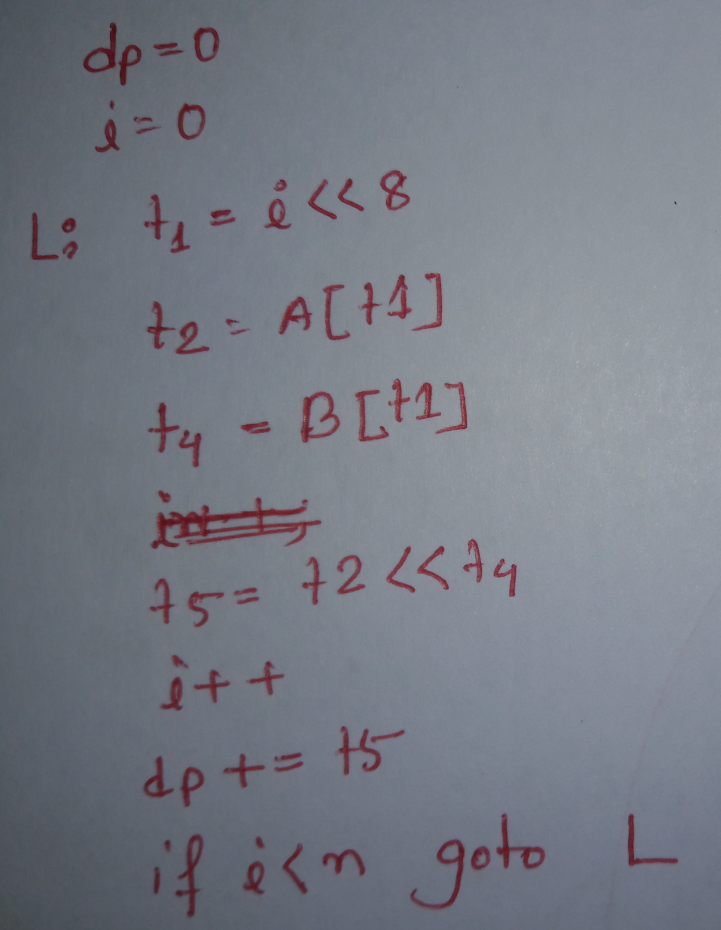 dp = 0
i = 0
L: t1 = i << 8
t2 = A[t1]
t4 = B[t1]
t5 = t2 << t4
i++
dp += t5
if i < n goto L